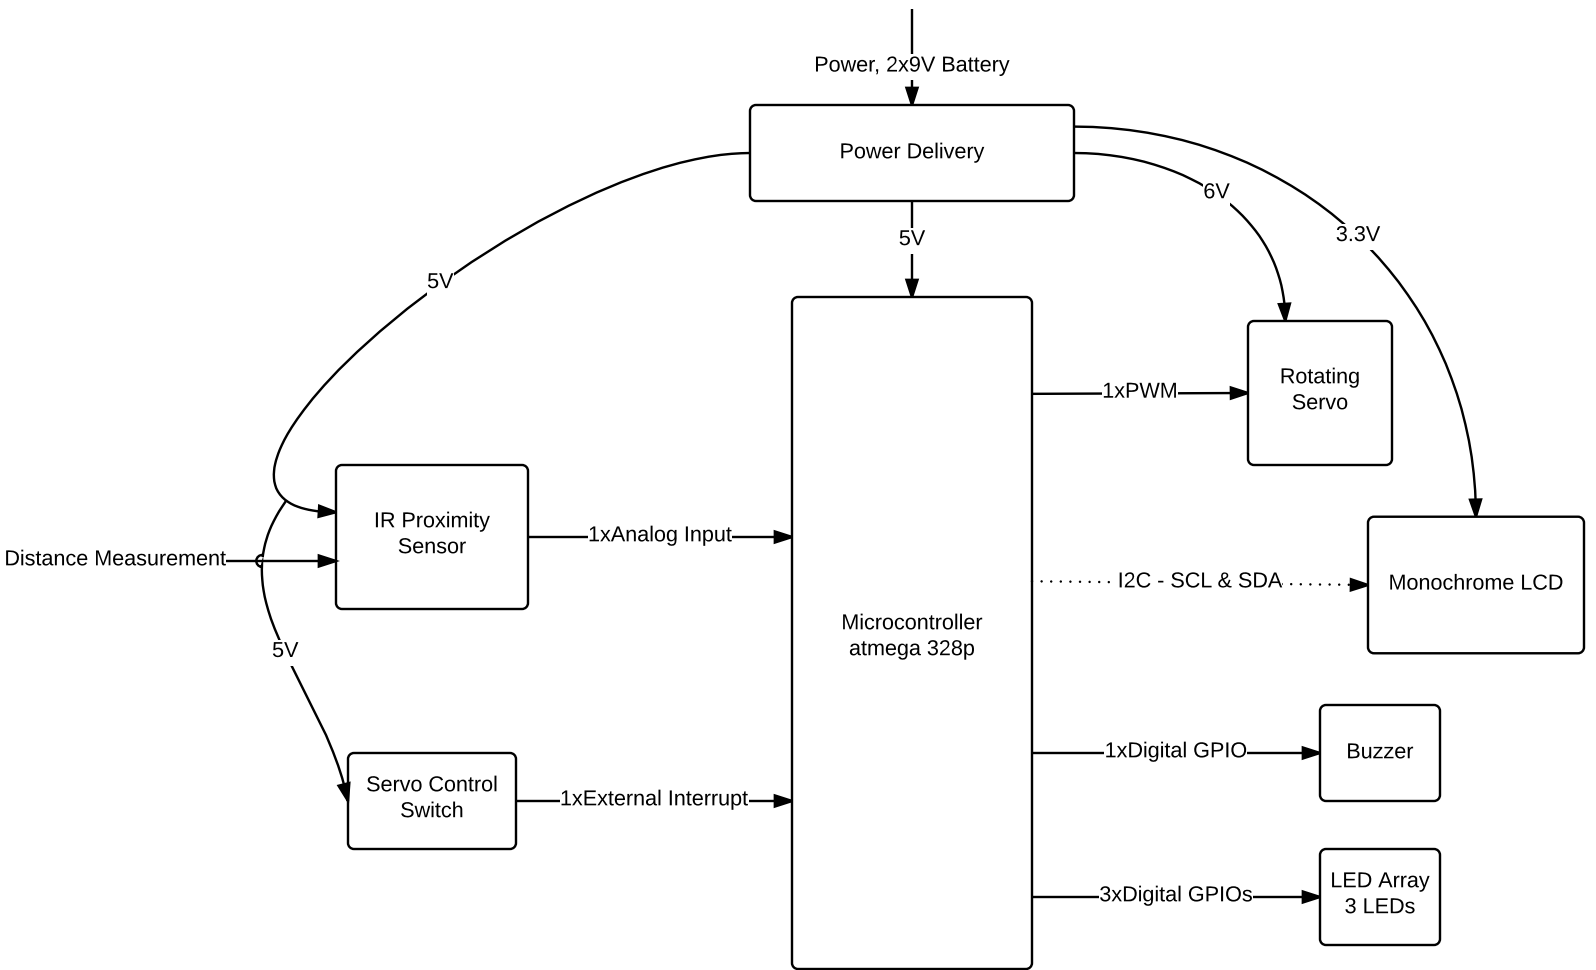 Power, 2x9V Battery
Power Delivery
6V
5V
3.3V
5V
Rotating
Servo
1xPWM
IR Proximity
Sensor
1xAnalog Input
Distance Measurement
I2C - SCL & SDA
Monochrome LCD
Microcontroller
atmega 328p
5V
1xDigital GPIO
Buzzer
Servo Control
Switch
1xExternal Interrupt
3xDigital GPIOs
LED Array
3 LEDs